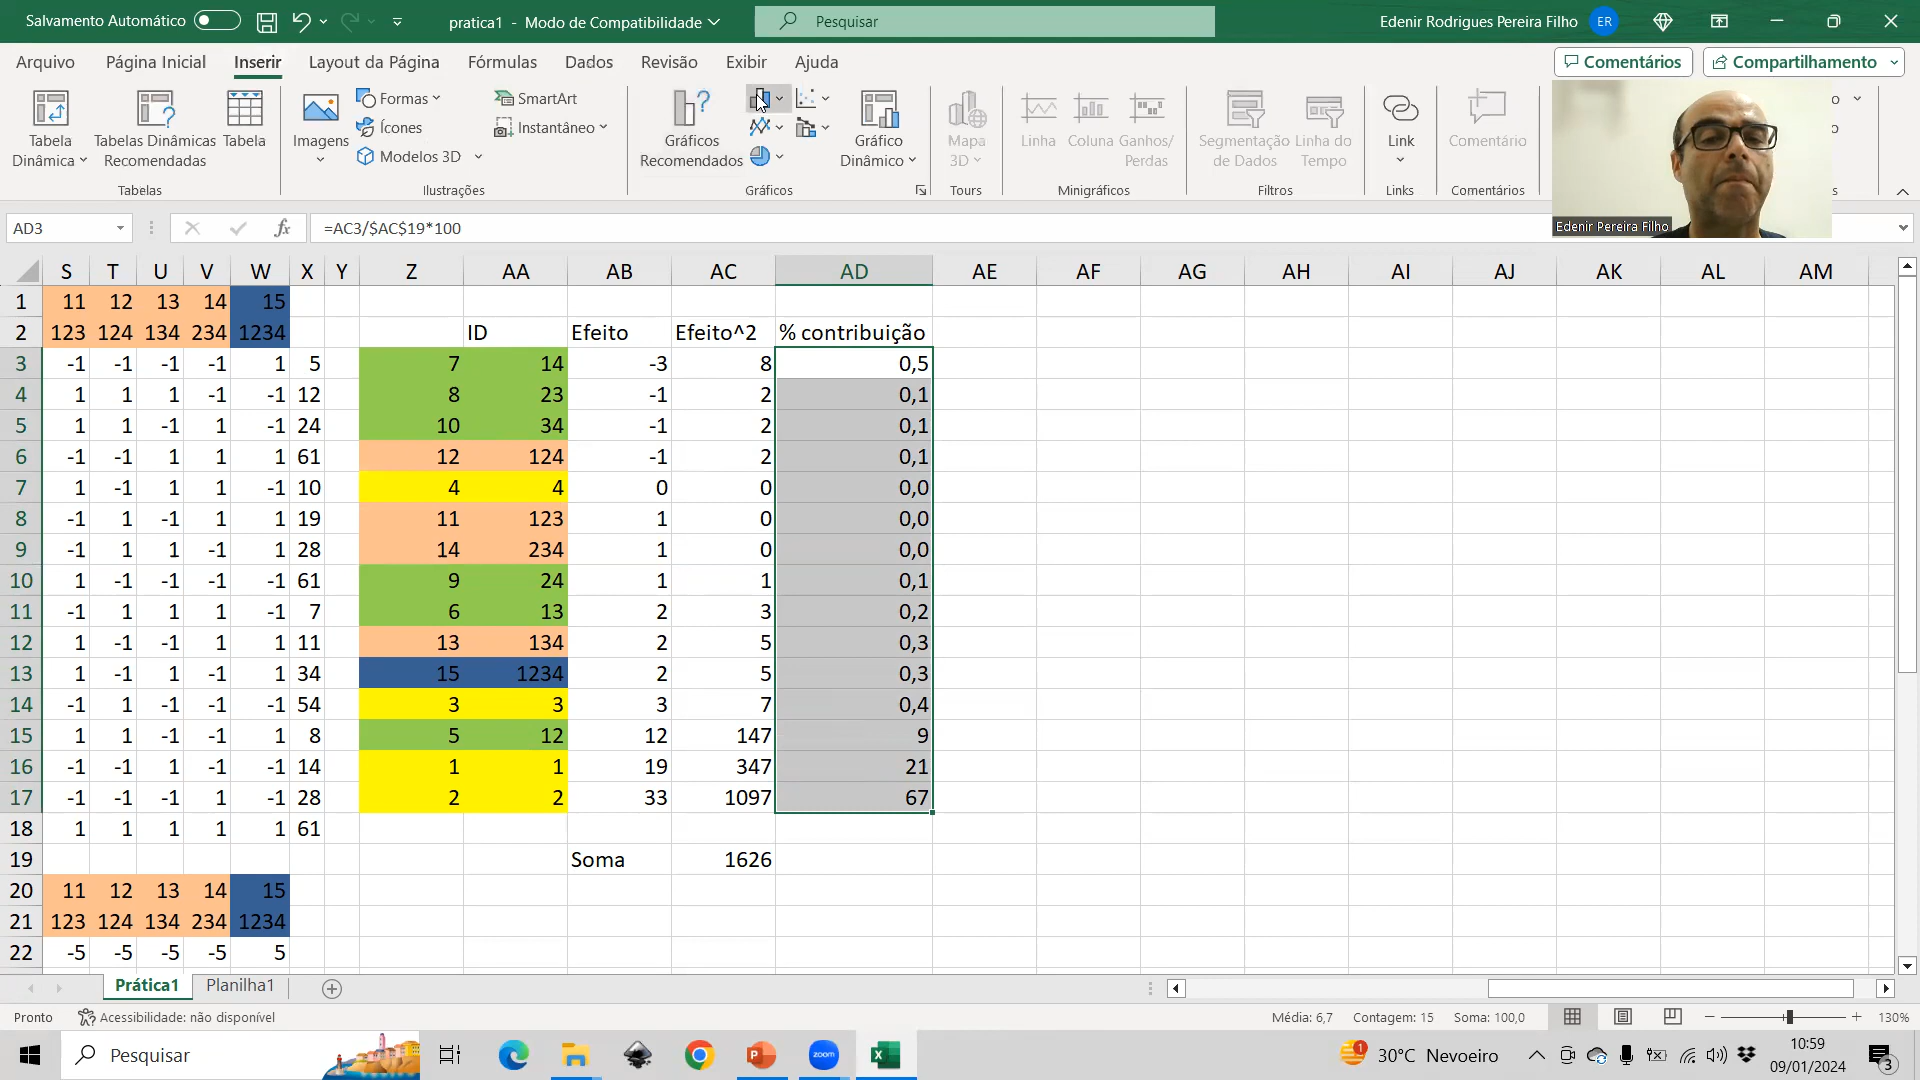 Salvamento Automático
pratica1 - Modo de Compatibilidade
Pesquisar
Edenir Rodrigues Pereira Filho ER
Arquivo Página Inicial Inserir Layout da Página Fórmulas Dados Revisão Exibir Ajuda
Comentários Compartilhamento
Tabela Dinâmica
Tabelas Dinâmicas Recomendadas
Tabela
Imagens
Formas
Ícones
Modelos 3D
SmartArt
Instantâneo
Gráficos Recomendados
Gráfico Dinâmico
Mapa 3D
Linha
Coluna
Ganhos/ Perdas
Segmentação de Dados
Linha do Tempo
Link
Comentário
Tabelas Ilustrações Gráficos Tours Minigráficos Filtros Links Comentários
Edenir Pereira Filho
AD3 fx =AC3/$AC$19*100
S T U V W X Y Z AA AB AC AD AE AF AG AH AI AJ AK AL AM
1 11 12 13 14 15
2 123 124 134 234 1234 ID Efeito Efeito^2 % contribuição
3 -1 -1 -1 -1 1 5 7 14 -3 8 0,5
4 1 1 1 -1 -1 12 8 23 -1 2 0,1
5 1 1 -1 1 -1 24 10 34 -1 2 0,1
6 -1 -1 1 1 1 61 12 124 -1 2 0,1
7 1 -1 1 1 -1 10 4 4 0 0 0,0
8 -1 1 -1 1 1 19 11 123 1 0 0,0
9 -1 1 1 -1 1 28 14 234 1 0 0,0
10 1 -1 -1 -1 -1 61 9 24 1 1 0,1
11 -1 1 1 1 -1 7 6 13 2 3 0,2
12 1 -1 -1 1 1 11 13 134 2 5 0,3
13 1 -1 1 -1 1 34 15 1234 2 5 0,3
14 -1 1 -1 -1 -1 54 3 3 3 7 0,4
15 1 1 -1 -1 1 8 5 12 12 147 9
16 -1 -1 1 -1 -1 14 1 1 19 347 21
17 -1 -1 -1 1 -1 28 2 2 33 1097 67
18 1 1 1 1 1 61
19 Soma 1626
20 11 12 13 14 15
21 123 124 134 234 1234
22 -5 -5 -5 -5 5
Prática1 Planilha1
Pronto Acessibilidade: não disponível Média: 6,7 Contagem: 15 Soma: 100,0 130%
Pesquisar zoom 1 30°C Nevoeiro 10:59
09/01/2024 3